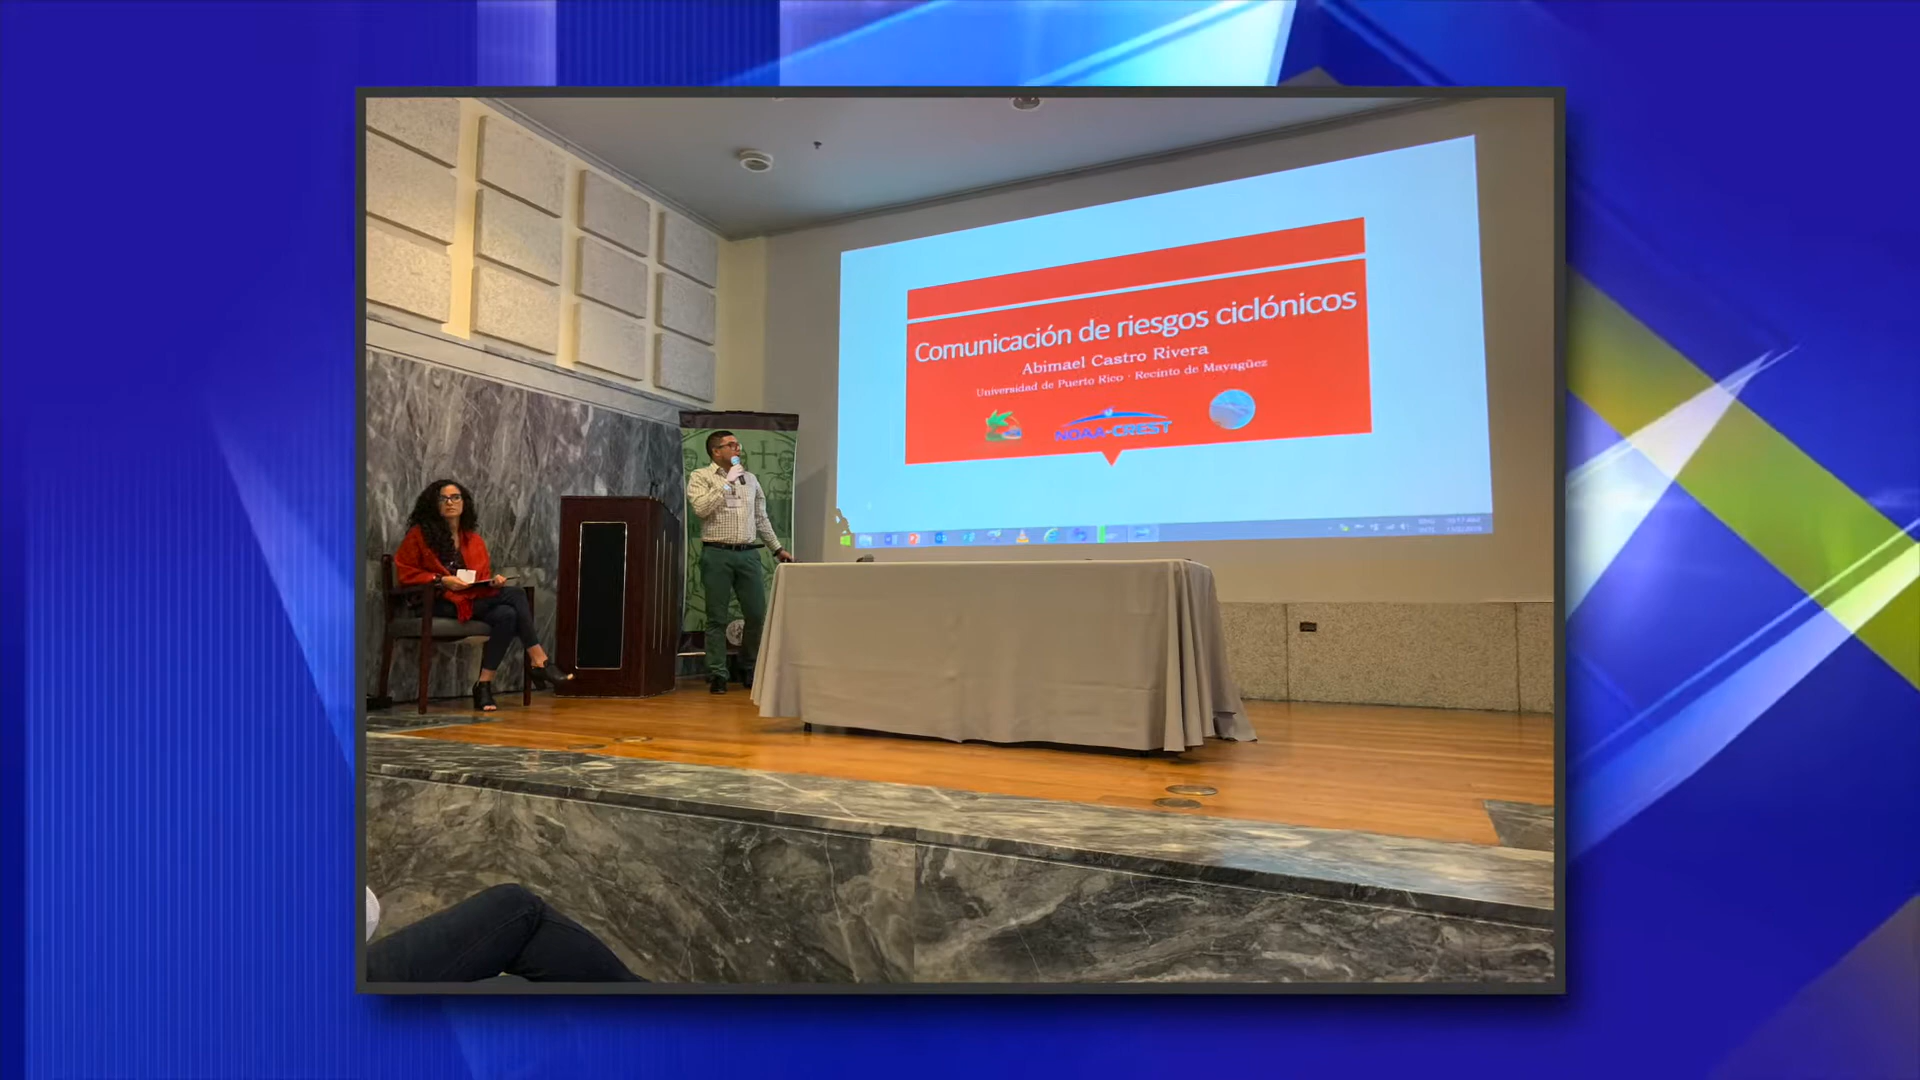 Comunicación de riesgos ciclónicos
Abimael Castro Rivera
Universidad de Puerto Rico · Recinto de Mayagüez
NOAA-CREST